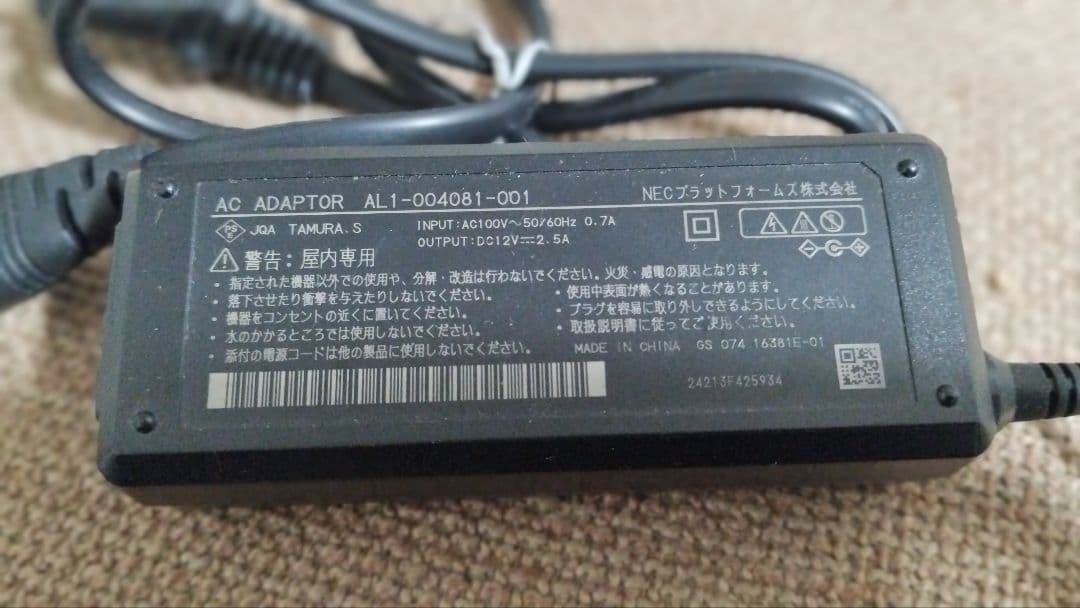 AC ADAPTOR AL1-004081-001 NECプラットフォームズ株式会社
PS E JQA TAMURA.S INPUT:AC100V～50/60Hz 0.7A
OUTPUT:DC12V⎓2.5A
警告：屋内専用
・指定された機器以外での使用や、分解・改造は行わないでください。火災・感電の原因となります。
・落下させたり衝撃を与えたりしないでください。
・機器をコンセントの近くに置いてください。
・水のかかるところでは使用しないでください。
・添付の電源コードは他の製品に使用しないでください。
・使用中表面が熱くなることがあります。
・プラグを容易に取り外しできるようにしてください。
・取扱説明書に従ってご使用ください。
MADE IN CHINA GS 074 16381E-01
24213F425934